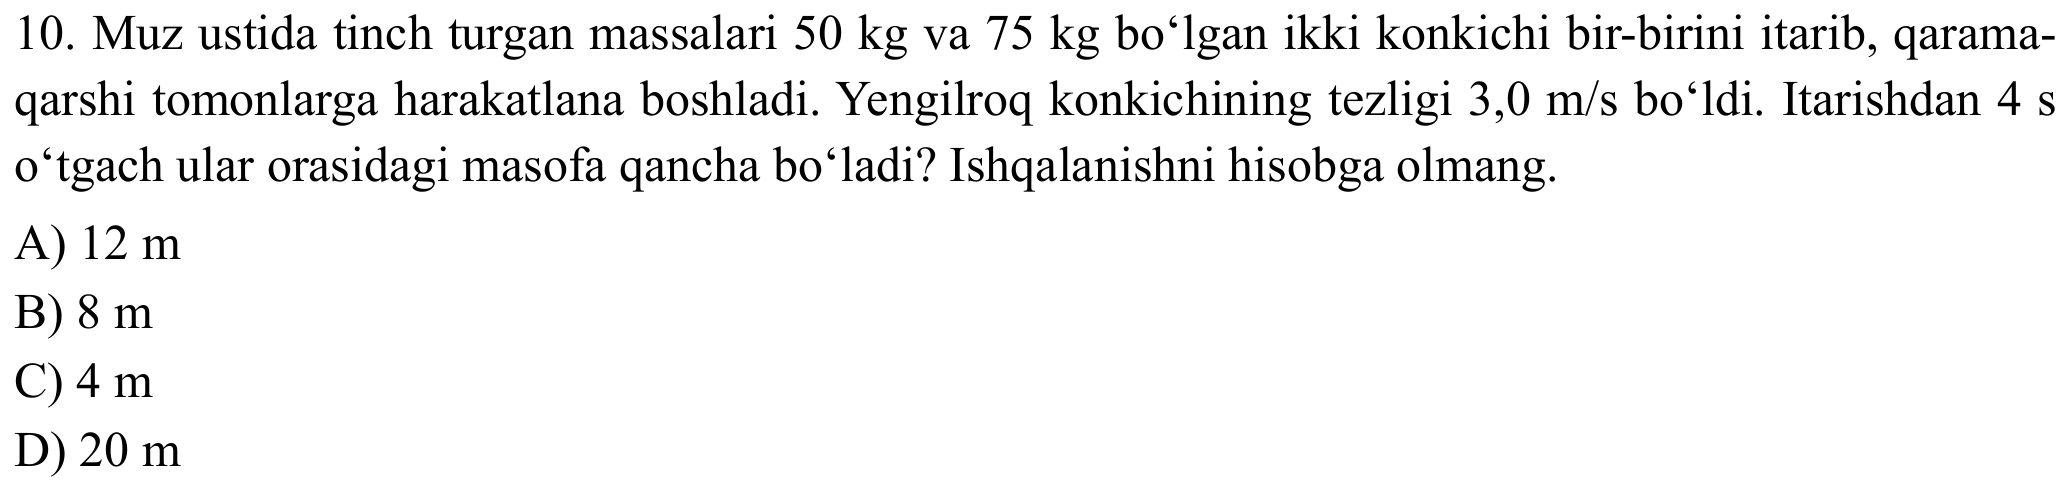 10. Muz ustida tinch turgan massalari 50 kg va 75 kg bo‘lgan ikki konkichi bir-birini itarib, qarama-
qarshi tomonlarga harakatlana boshladi. Yengilroq konkichining tezligi 3,0 m/s bo‘ldi. Itarishdan 4 s
o‘tgach ular orasidagi masofa qancha bo‘ladi? Ishqalanishni hisobga olmang.
A) 12 m
B) 8 m
C) 4 m
D) 20 m